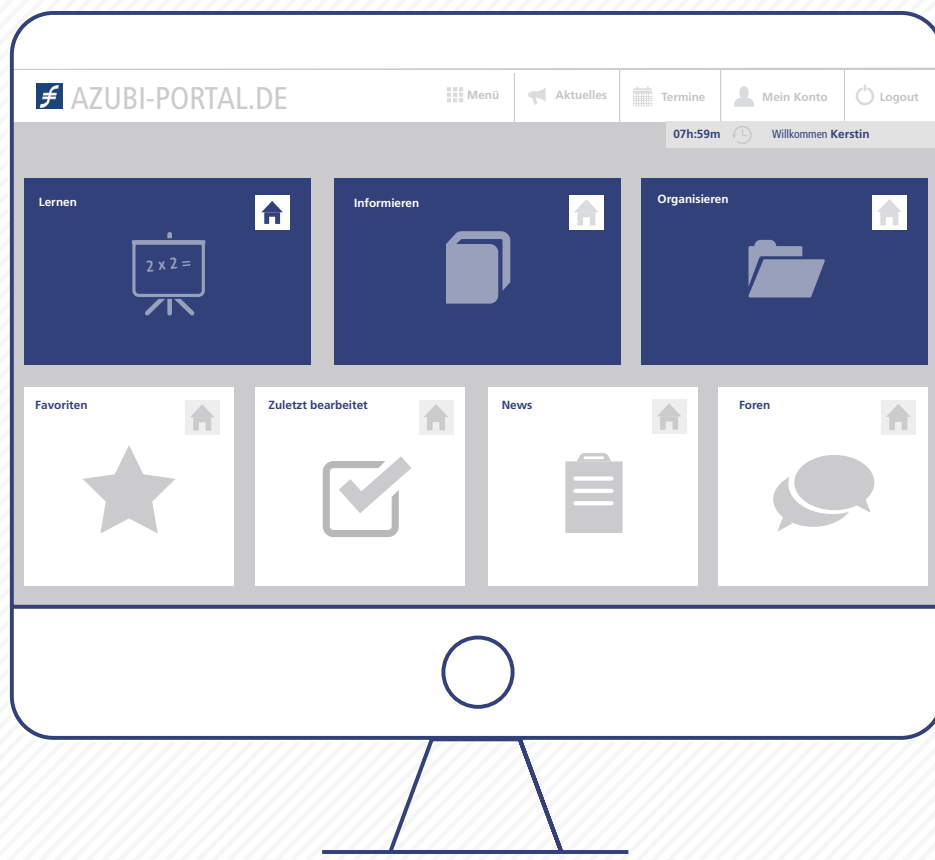 AZUBI-PORTAL.DE
Menü
Aktuelles
Termine
Mein Konto
Logout
07h:59m
Willkommen Kerstin
Lernen
2 x 2 =
Informieren
Organisieren
Favoriten
Zuletzt bearbeitet
News
Foren